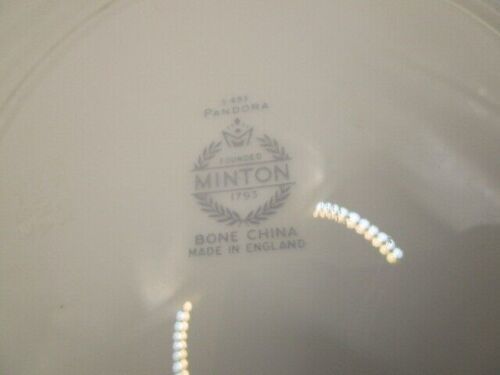 PANDORA
FOUNDED
MINTON
1793
BONE CHINA
MADE IN ENGLAND